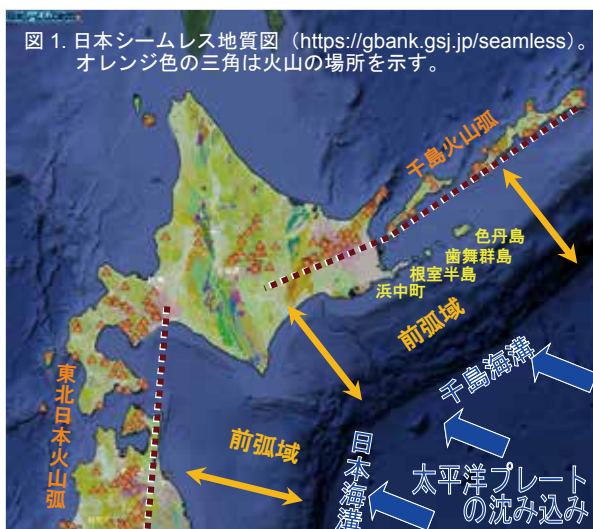 図 1. 日本シームレス地質図（https://gbank.gsj.jp/seamless）。
オレンジ色の三角は火山の場所を示す。
千島火山弧
色丹島
歯舞群島
根室半島
浜中町
前弧域
千島海溝
東北日本火山弧
前弧域
日本海溝
太平洋プレート
の沈み込み